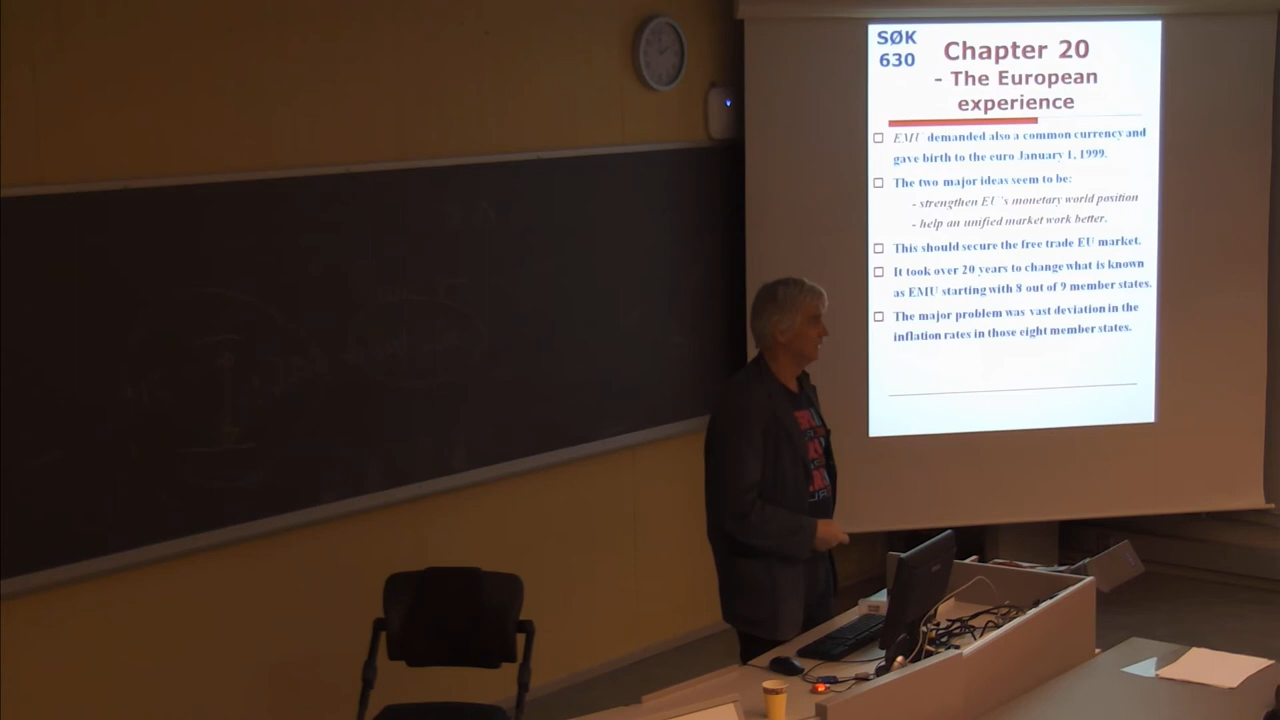 SØK
630
Chapter 20
- The European
experience
EMU demanded also a common currency and
gave birth to the euro January 1, 1999.
The two major ideas seem to be:
- strengthen EU's monetary world position
- help an unified market work better.
This should secure the free trade EU market.
It took over 20 years to change what is known
as EMU starting with 8 out of 9 member states.
The major problem was vast deviation in the
inflation rates in those eight member states.